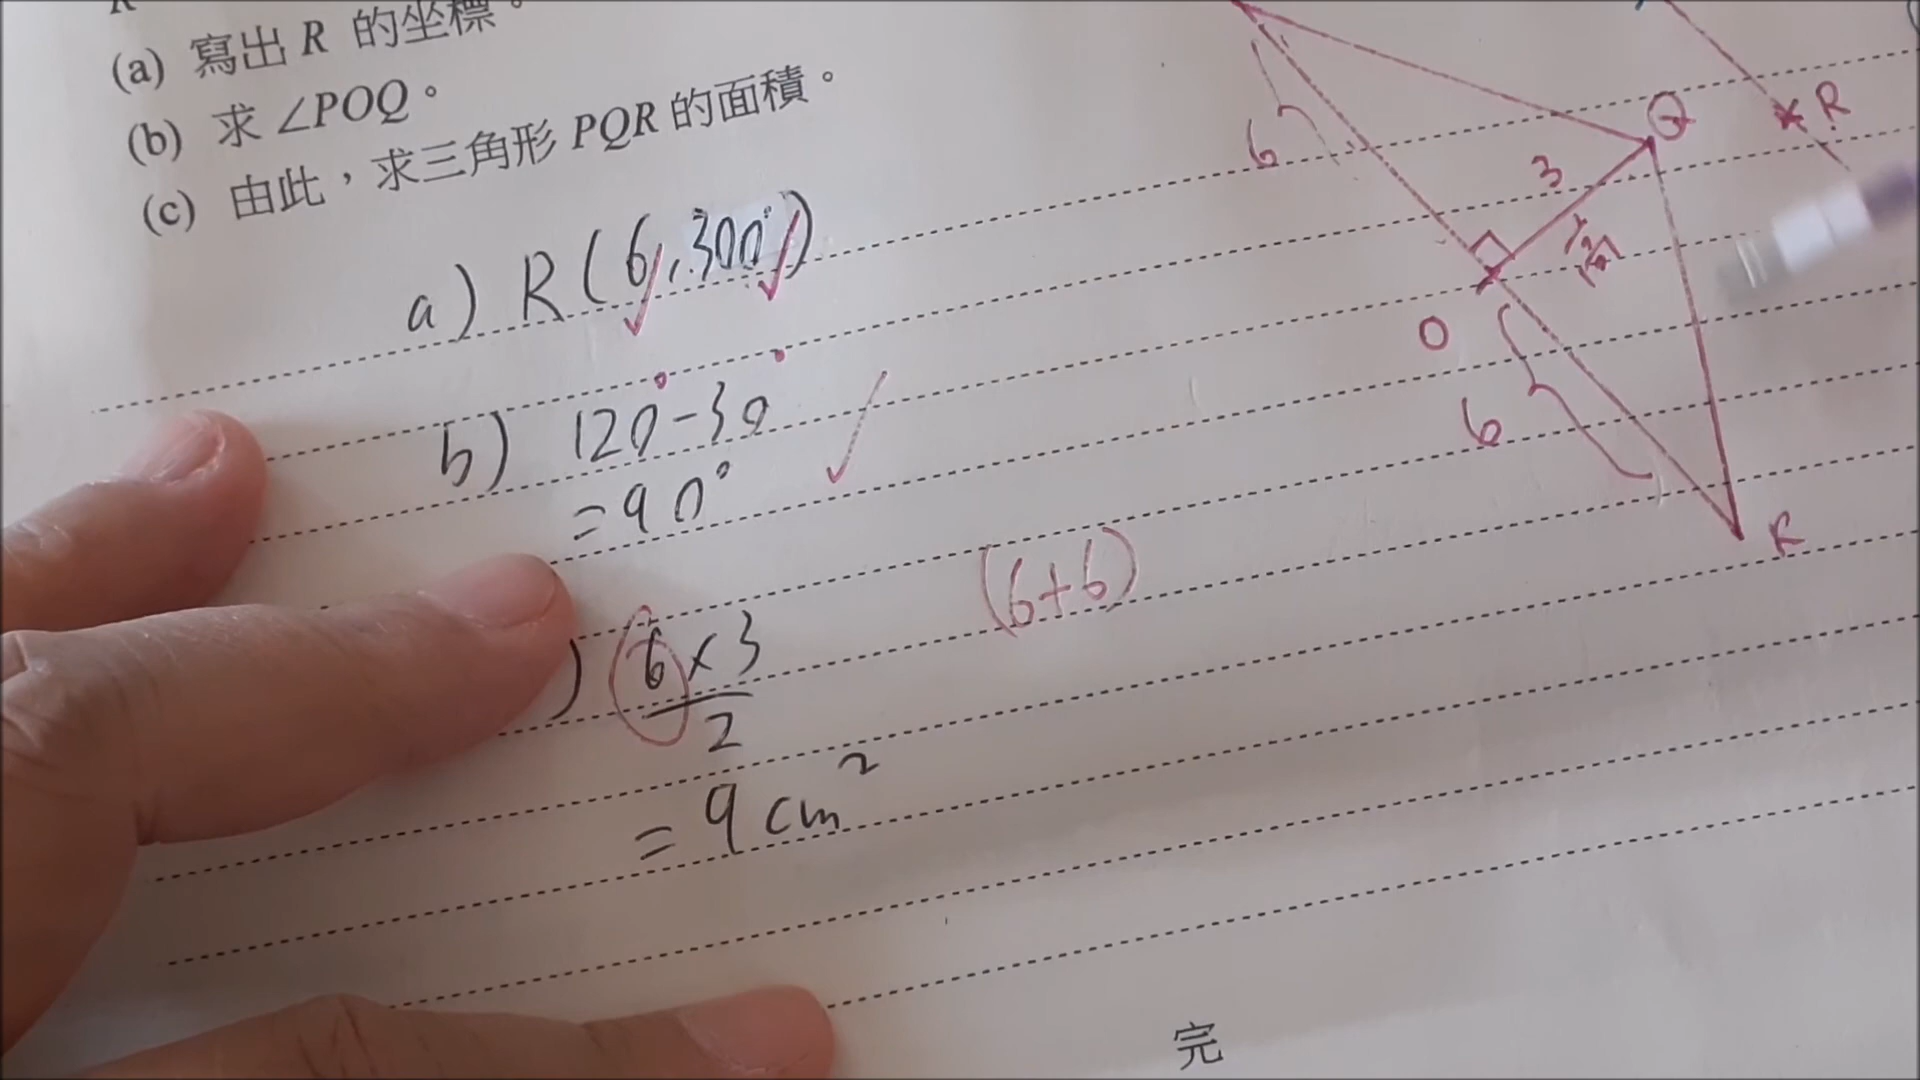 (a) 寫出 R 的坐標。
(b) 求 ∠POQ。
(c) 由此，求三角形 PQR 的面積。
a) R(6, 300°)
b) 120° - 30°
= 90°
) 6 × 3
2
= 9 cm²
(6+6)
6
Q
3
R
O
6
R
完